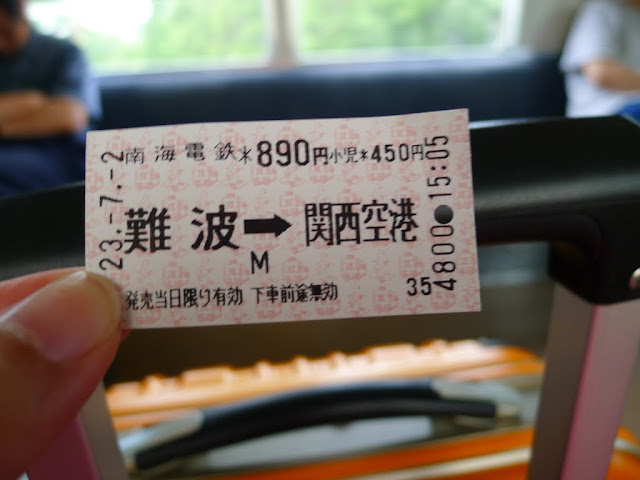 南海電鉄 *890円小児*450円
難波➡関西空港
M
発売当日限り有効 下車前途無効
35
23.-7.-2
4800●15:05